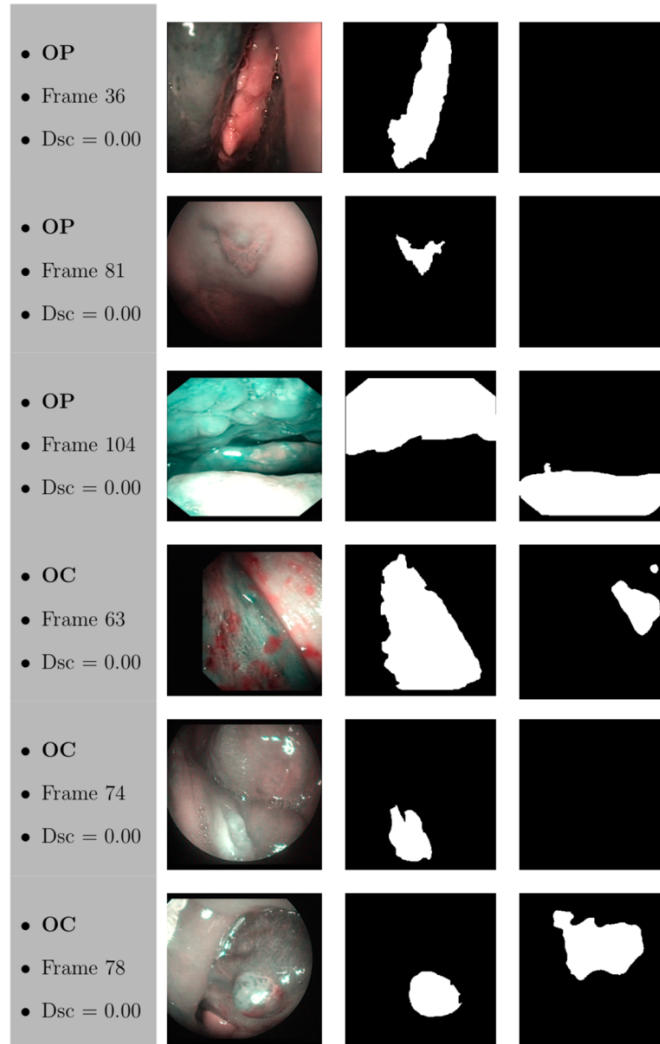 • OP
• Frame 36
• Dsc = 0.00
• OP
• Frame 81
• Dsc = 0.00
• OP
• Frame 104
• Dsc = 0.00
• OC
• Frame 63
• Dsc = 0.00
• OC
• Frame 74
• Dsc = 0.00
• OC
• Frame 78
• Dsc = 0.00